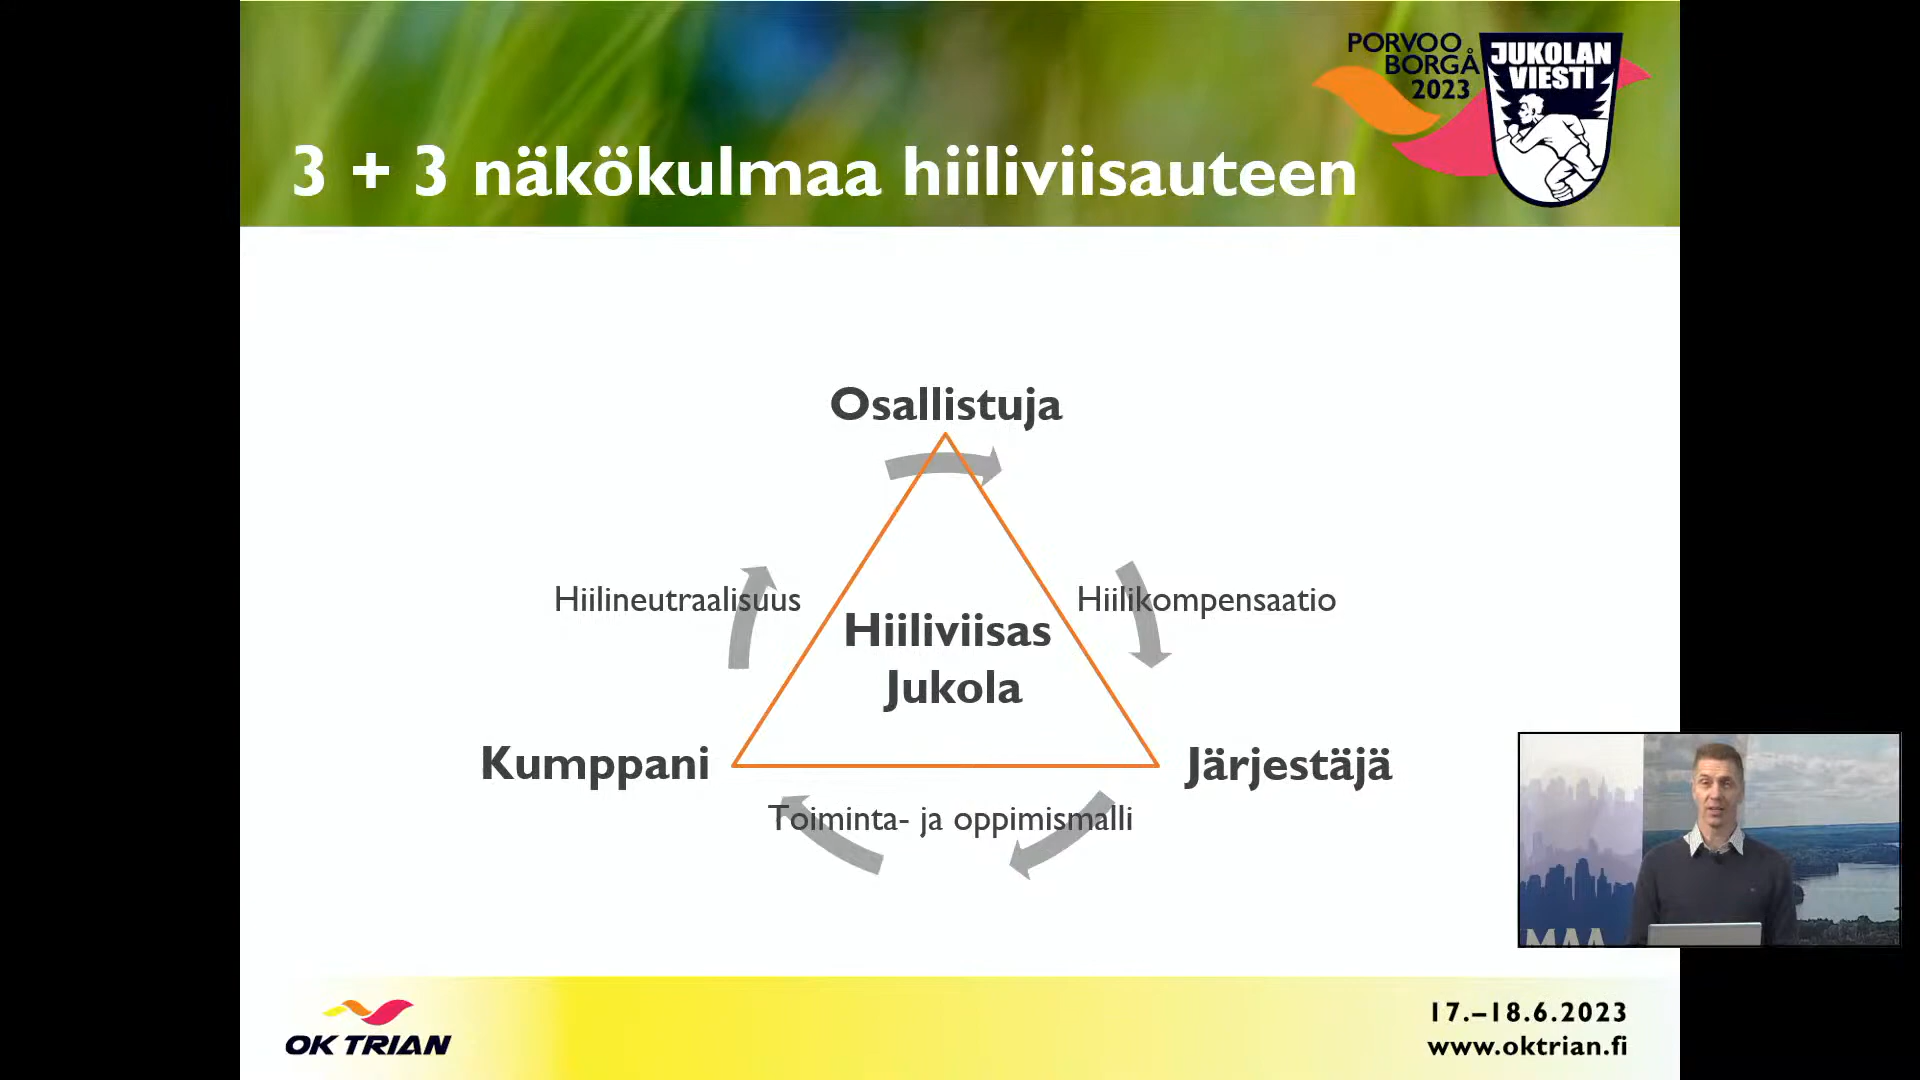 PORVOO
BORGÅ
2023
JUKOLAN
VIESTI
3 + 3 näkökulmaa hiiliviisauteen
Osallistuja
Hiilineutraalisuus
Hiilikompensaatio
Hiiliviisas
Jukola
Kumppani
Järjestäjä
Toiminta- ja oppimismalli
MAA
OK TRIAN
17.–18.6.2023
www.oktrian.fi